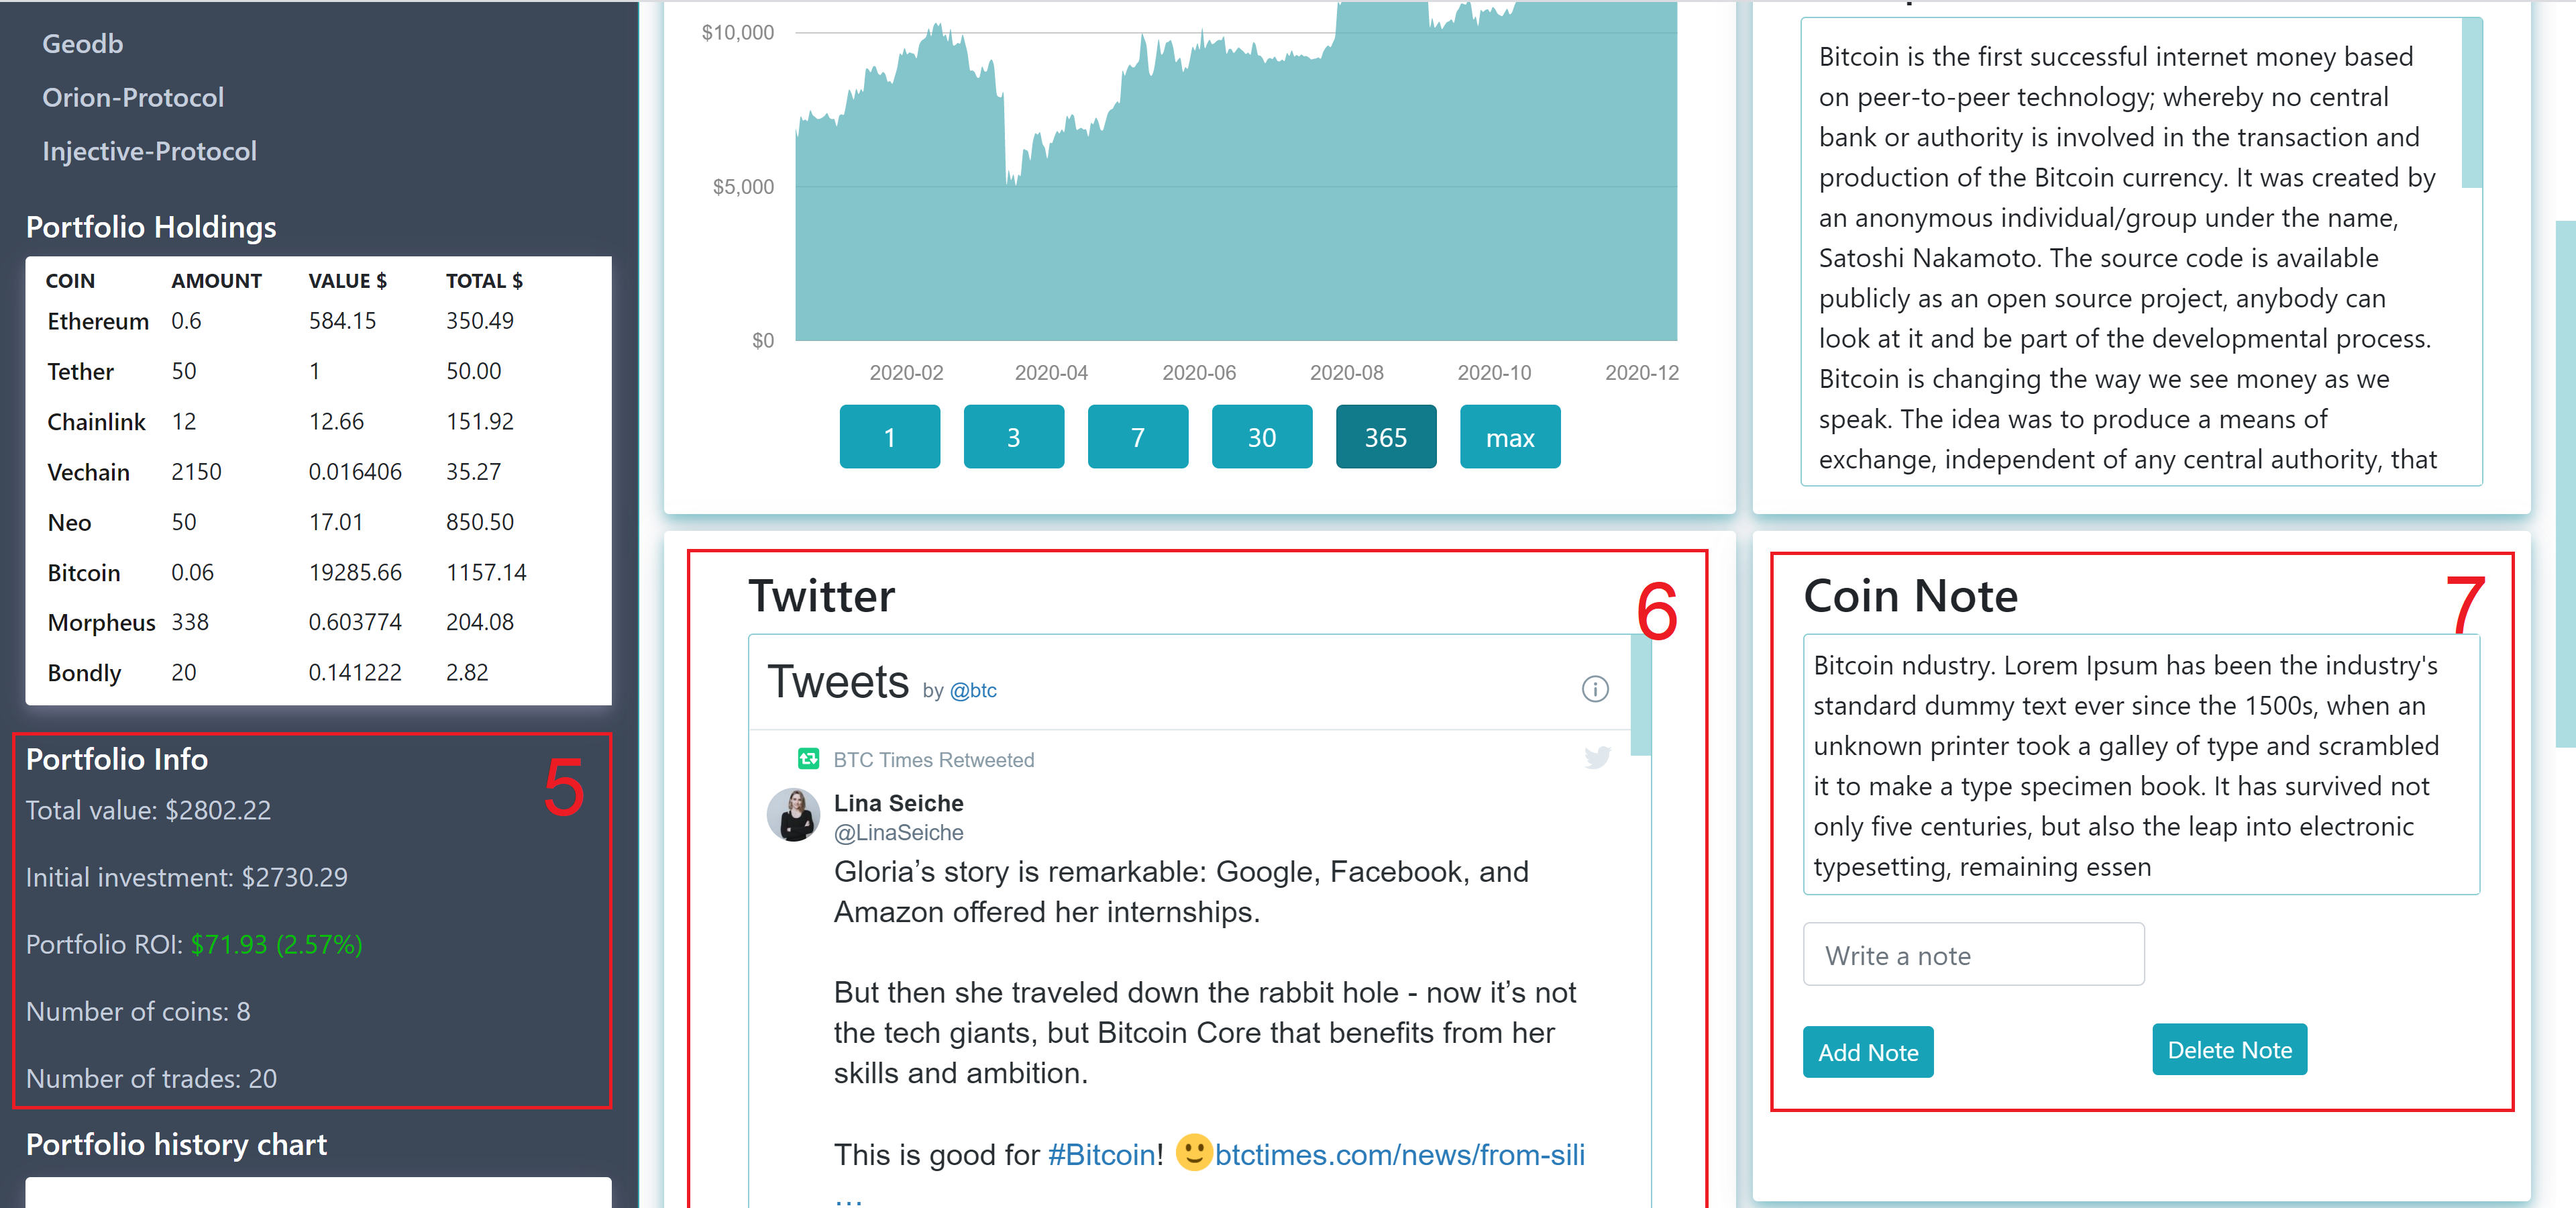 Geodb
Orion-Protocol
Injective-Protocol
Portfolio Holdings
COIN AMOUNT VALUE $ TOTAL $
Ethereum 0.6 584.15 350.49
Tether 50 1 50.00
Chainlink 12 12.66 151.92
Vechain 2150 0.016406 35.27
Neo 50 17.01 850.50
Bitcoin 0.06 19285.66 1157.14
Morpheus 338 0.603774 204.08
Bondly 20 0.141222 2.82
Portfolio Info
5
Total value: $2802.22
Initial investment: $2730.29
Portfolio ROI: $71.93 (2.57%)
Number of coins: 8
Number of trades: 20
Portfolio history chart
$10,000
$5,000
$0
2020-02 2020-04 2020-06 2020-08 2020-10 2020-12
1 3 7 30 365 max
Bitcoin is the first successful internet money based
on peer-to-peer technology; whereby no central
bank or authority is involved in the transaction and
production of the Bitcoin currency. It was created by
an anonymous individual/group under the name,
Satoshi Nakamoto. The source code is available
publicly as an open source project, anybody can
look at it and be part of the developmental process.
Bitcoin is changing the way we see money as we
speak. The idea was to produce a means of
exchange, independent of any central authority, that
Twitter
6
Tweets by @btc
BTC Times Retweeted
Lina Seiche
@LinaSeiche
Gloria’s story is remarkable: Google, Facebook, and
Amazon offered her internships.
But then she traveled down the rabbit hole - now it’s not
the tech giants, but Bitcoin Core that benefits from her
skills and ambition.
This is good for #Bitcoin! 🙂btctimes.com/news/from-sili
…
Coin Note
7
Bitcoin ndustry. Lorem Ipsum has been the industry's
standard dummy text ever since the 1500s, when an
unknown printer took a galley of type and scrambled
it to make a type specimen book. It has survived not
only five centuries, but also the leap into electronic
typesetting, remaining essen
Write a note
Add Note
Delete Note